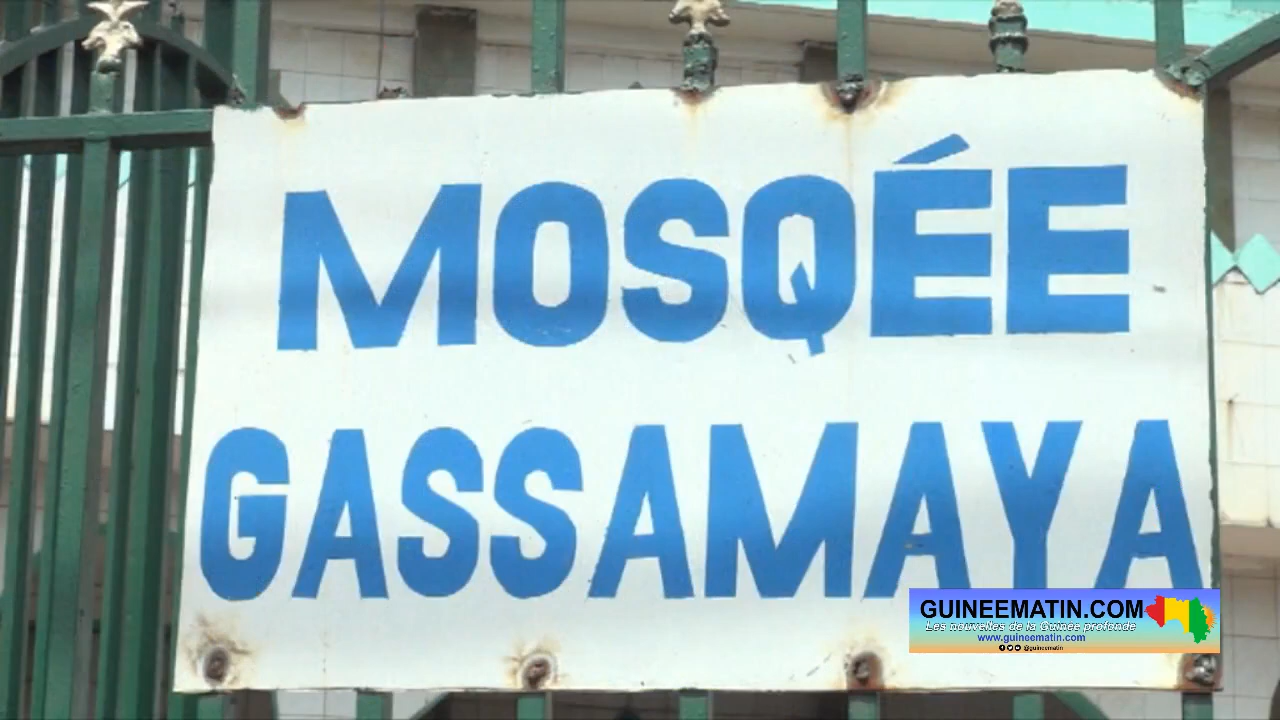 MOSQÉE
GASSAMAYA
GUINEEMATIN.COM
Les nouvelles de la Guinée profonde
www.guineematin.com
@guineematin